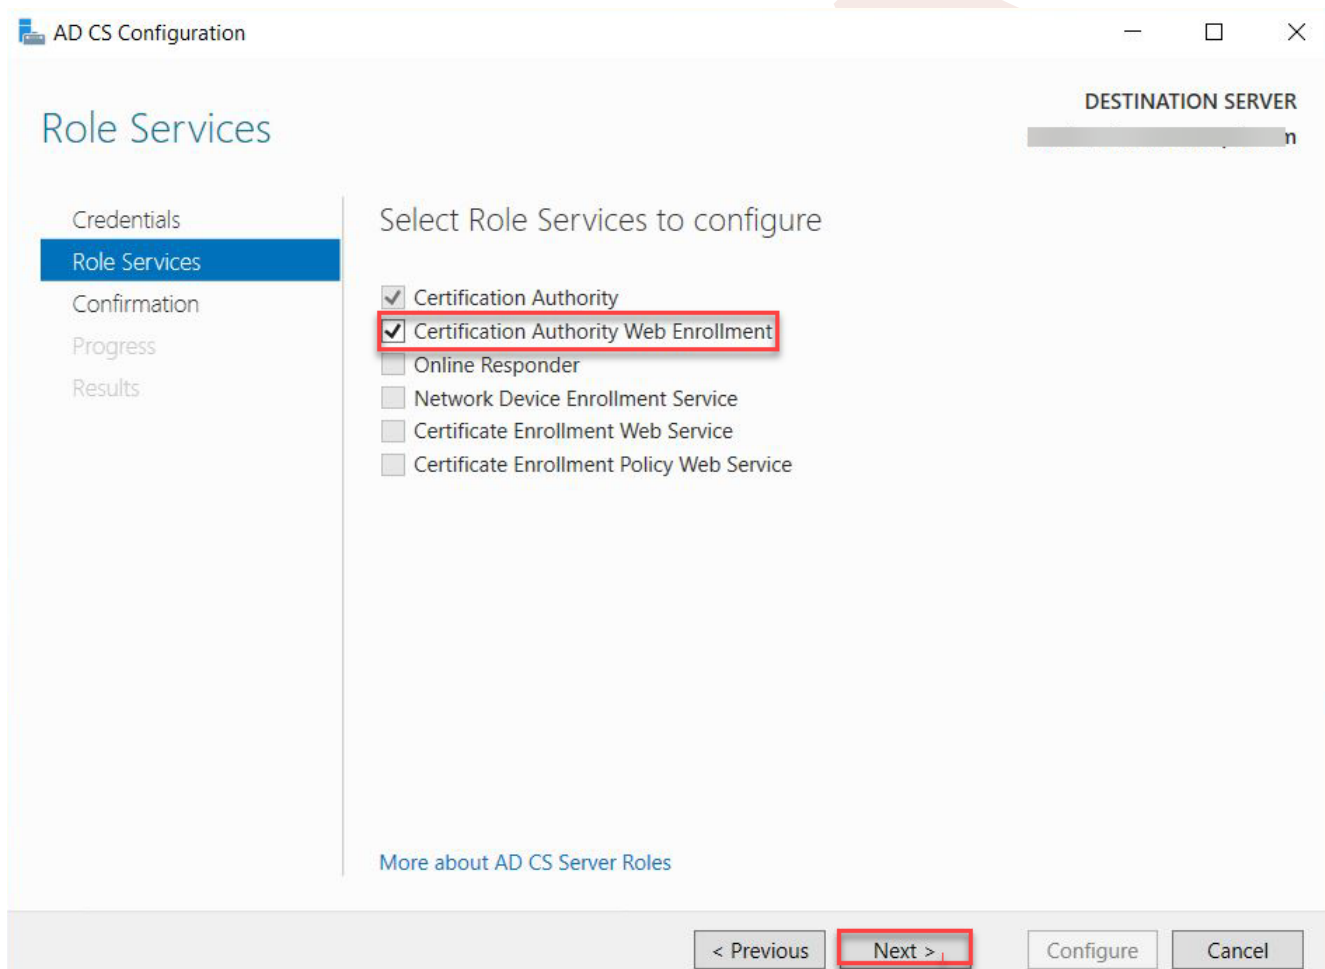 AD CS Configuration
Role Services
DESTINATION SERVER
m
Credentials
Role Services
Confirmation
Progress
Results
Select Role Services to configure
Certification Authority
Certification Authority Web Enrollment
Online Responder
Network Device Enrollment Service
Certificate Enrollment Web Service
Certificate Enrollment Policy Web Service
More about AD CS Server Roles
< Previous
Next >
Configure
Cancel